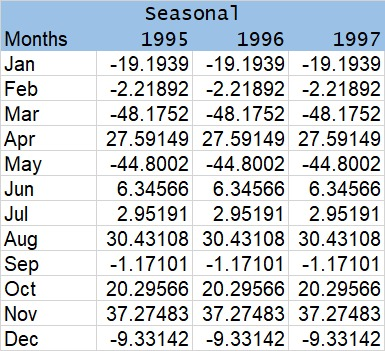 Seasonal
Months 1995 1996 1997
Jan -19.1939 -19.1939 -19.1939
Feb -2.21892 -2.21892 -2.21892
Mar -48.1752 -48.1752 -48.1752
Apr 27.59149 27.59149 27.59149
May -44.8002 -44.8002 -44.8002
Jun 6.34566 6.34566 6.34566
Jul 2.95191 2.95191 2.95191
Aug 30.43108 30.43108 30.43108
Sep -1.17101 -1.17101 -1.17101
Oct 20.29566 20.29566 20.29566
Nov 37.27483 37.27483 37.27483
Dec -9.33142 -9.33142 -9.33142